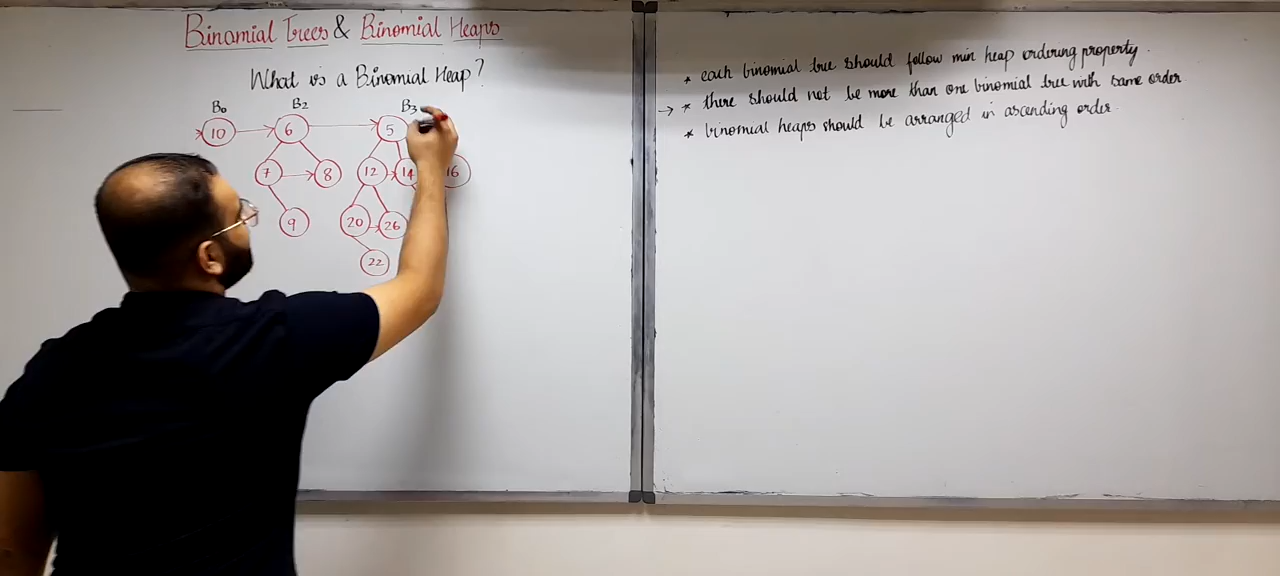 Binomial Trees & Binomial Heaps
What is a Binomial Heap?
B0 B2 B3
10 6 5
7 8 12 14 16
9 20 26
22
* each binomial tree should follow min heap ordering property.
→ * there should not be more than one binomial tree with same order
* binomial heaps should be arranged in ascending order.